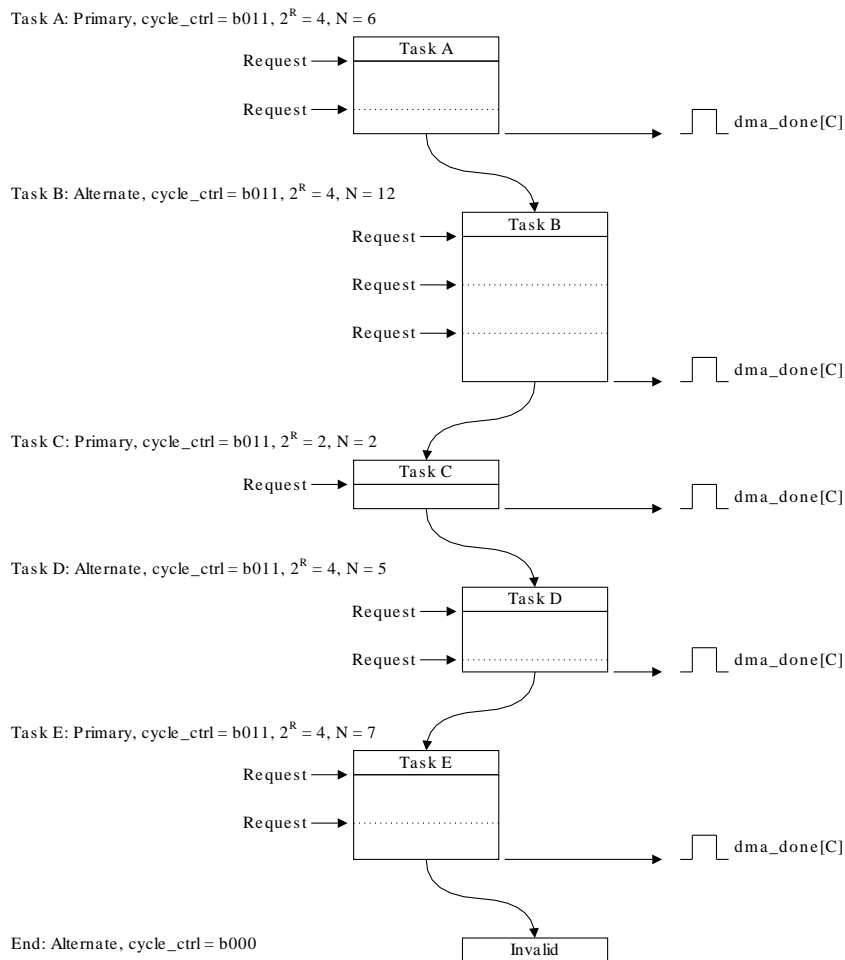 Task A: Primary, cycle_ctrl = b011, 2^R = 4, N = 6
Task A
Request
Request
dma_done[C]
Task B: Alternate, cycle_ctrl = b011, 2^R = 4, N = 12
Task B
Request
Request
Request
dma_done[C]
Task C: Primary, cycle_ctrl = b011, 2^R = 2, N = 2
Task C
Request
dma_done[C]
Task D: Alternate, cycle_ctrl = b011, 2^R = 4, N = 5
Task D
Request
Request
dma_done[C]
Task E: Primary, cycle_ctrl = b011, 2^R = 4, N = 7
Task E
Request
Request
dma_done[C]
End: Alternate, cycle_ctrl = b000
Invalid